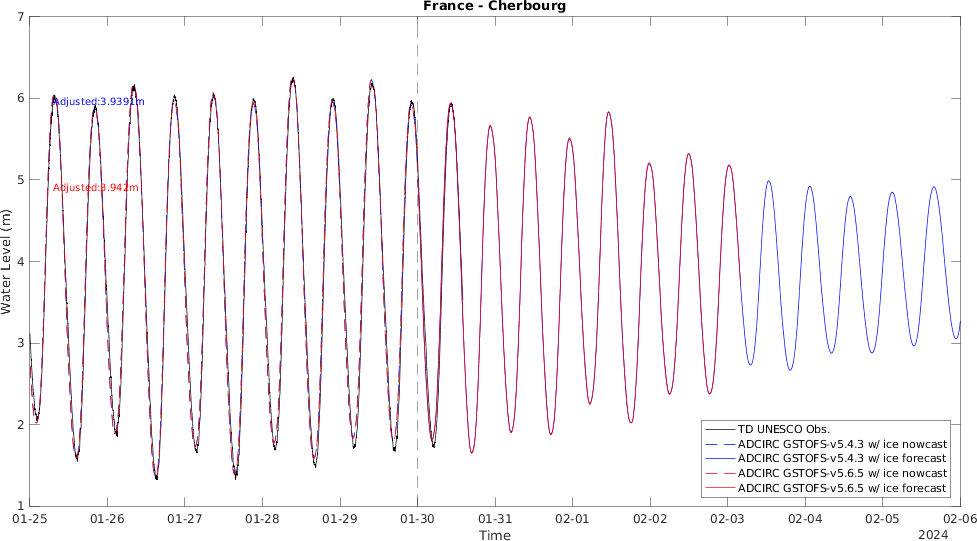 France - Cherbourg
7
6
5
4
3
2
1
Water Level (m)
Adjusted:3.9391m
Adjusted:3.942m
TD UNESCO Obs.
ADCIRC GSTOFS-v5.4.3 w/ ice nowcast
ADCIRC GSTOFS-v5.4.3 w/ ice forecast
ADCIRC GSTOFS-v5.6.5 w/ ice nowcast
ADCIRC GSTOFS-v5.6.5 w/ ice forecast
01-25 01-26 01-27 01-28 01-29 01-30 01-31 02-01 02-02 02-03 02-04 02-05 02-06
Time
2024